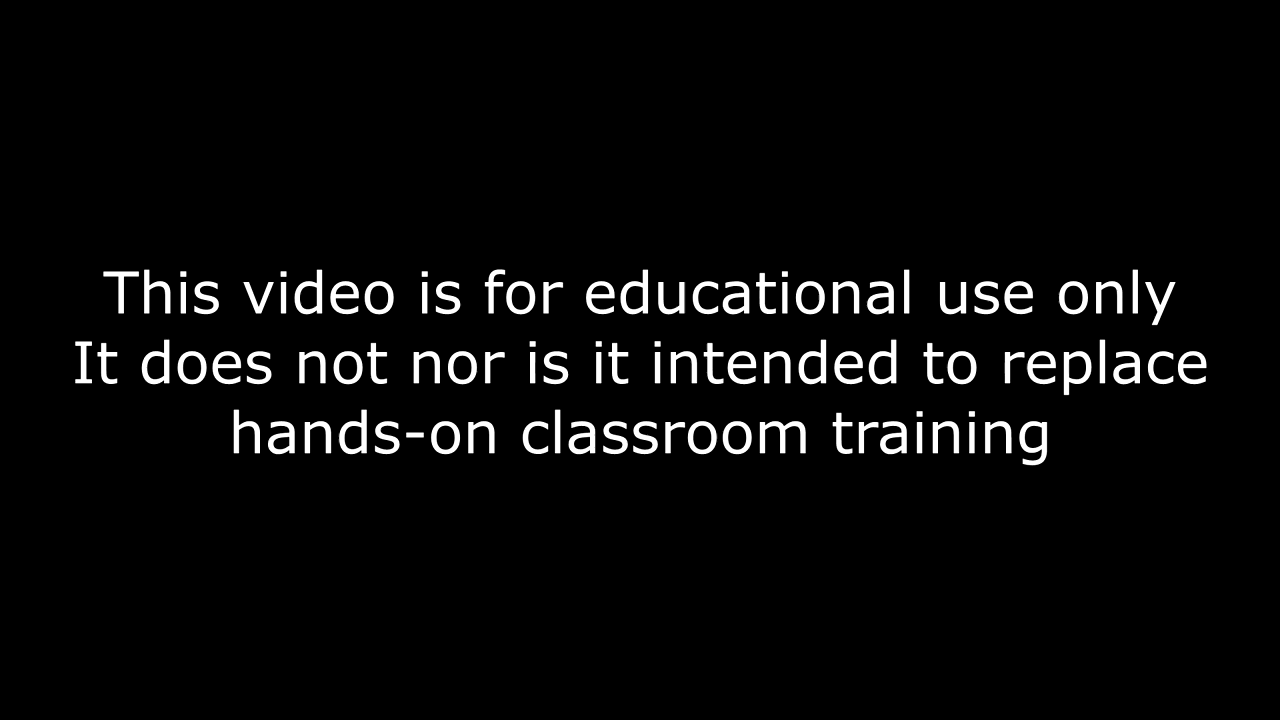 This video is for educational use only
It does not nor is it intended to replace
hands-on classroom training